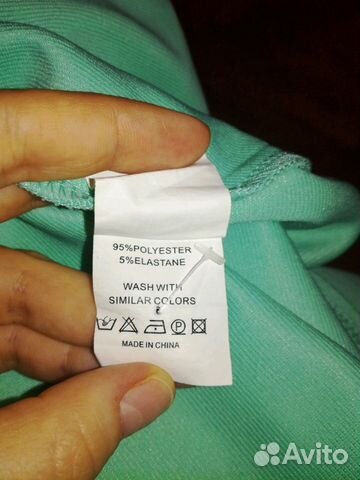 95%POLYESTER
5%ELASTANE
WASH WITH
SIMILAR COLORS
MADE IN CHINA
Avito